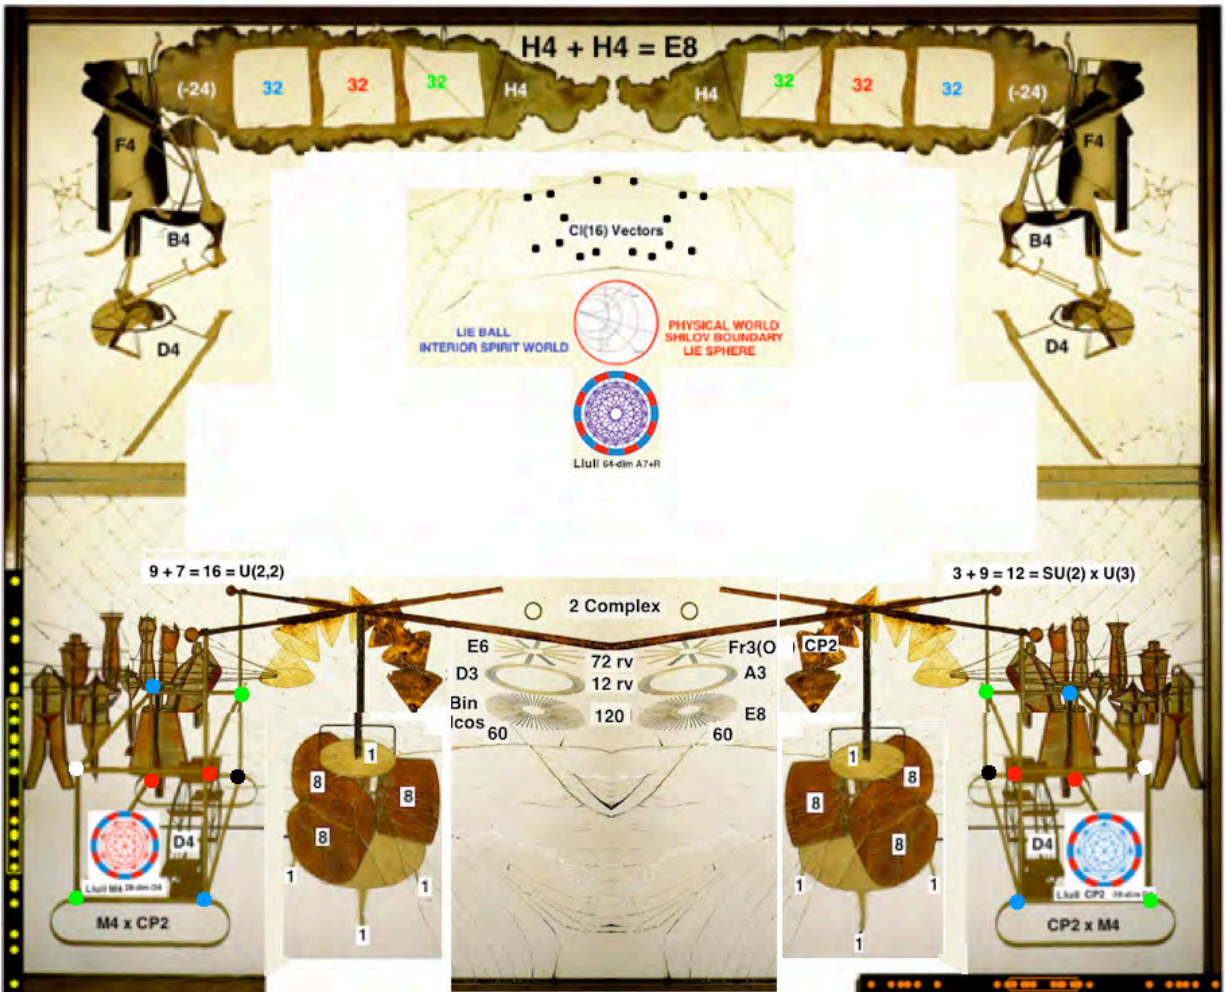 H4 + H4 = E8
(-24) 32 32 32 H4
H4 32 32 32 (-24)
F4
F4
B4
B4
D4
D4
Cl(16) Vectors
LIE BALL
INTERIOR SPIRIT WORLD
PHYSICAL WORLD
SHILOV BOUNDARY
LIE SPHERE
Llull 64-dim A7+R
9 + 7 = 16 = U(2,2)
3 + 9 = 12 = SU(2) x U(3)
2 Complex
E6
72 rv
Fr3(O
CP2
D3
12 rv
A3
Bin
Icos
120
E8
60
60
1
8
8
8
1
1
1
1
8
8
8
1
1
1
D4
D4
Llull M4
Llull CP2
M4 x CP2
CP2 x M4